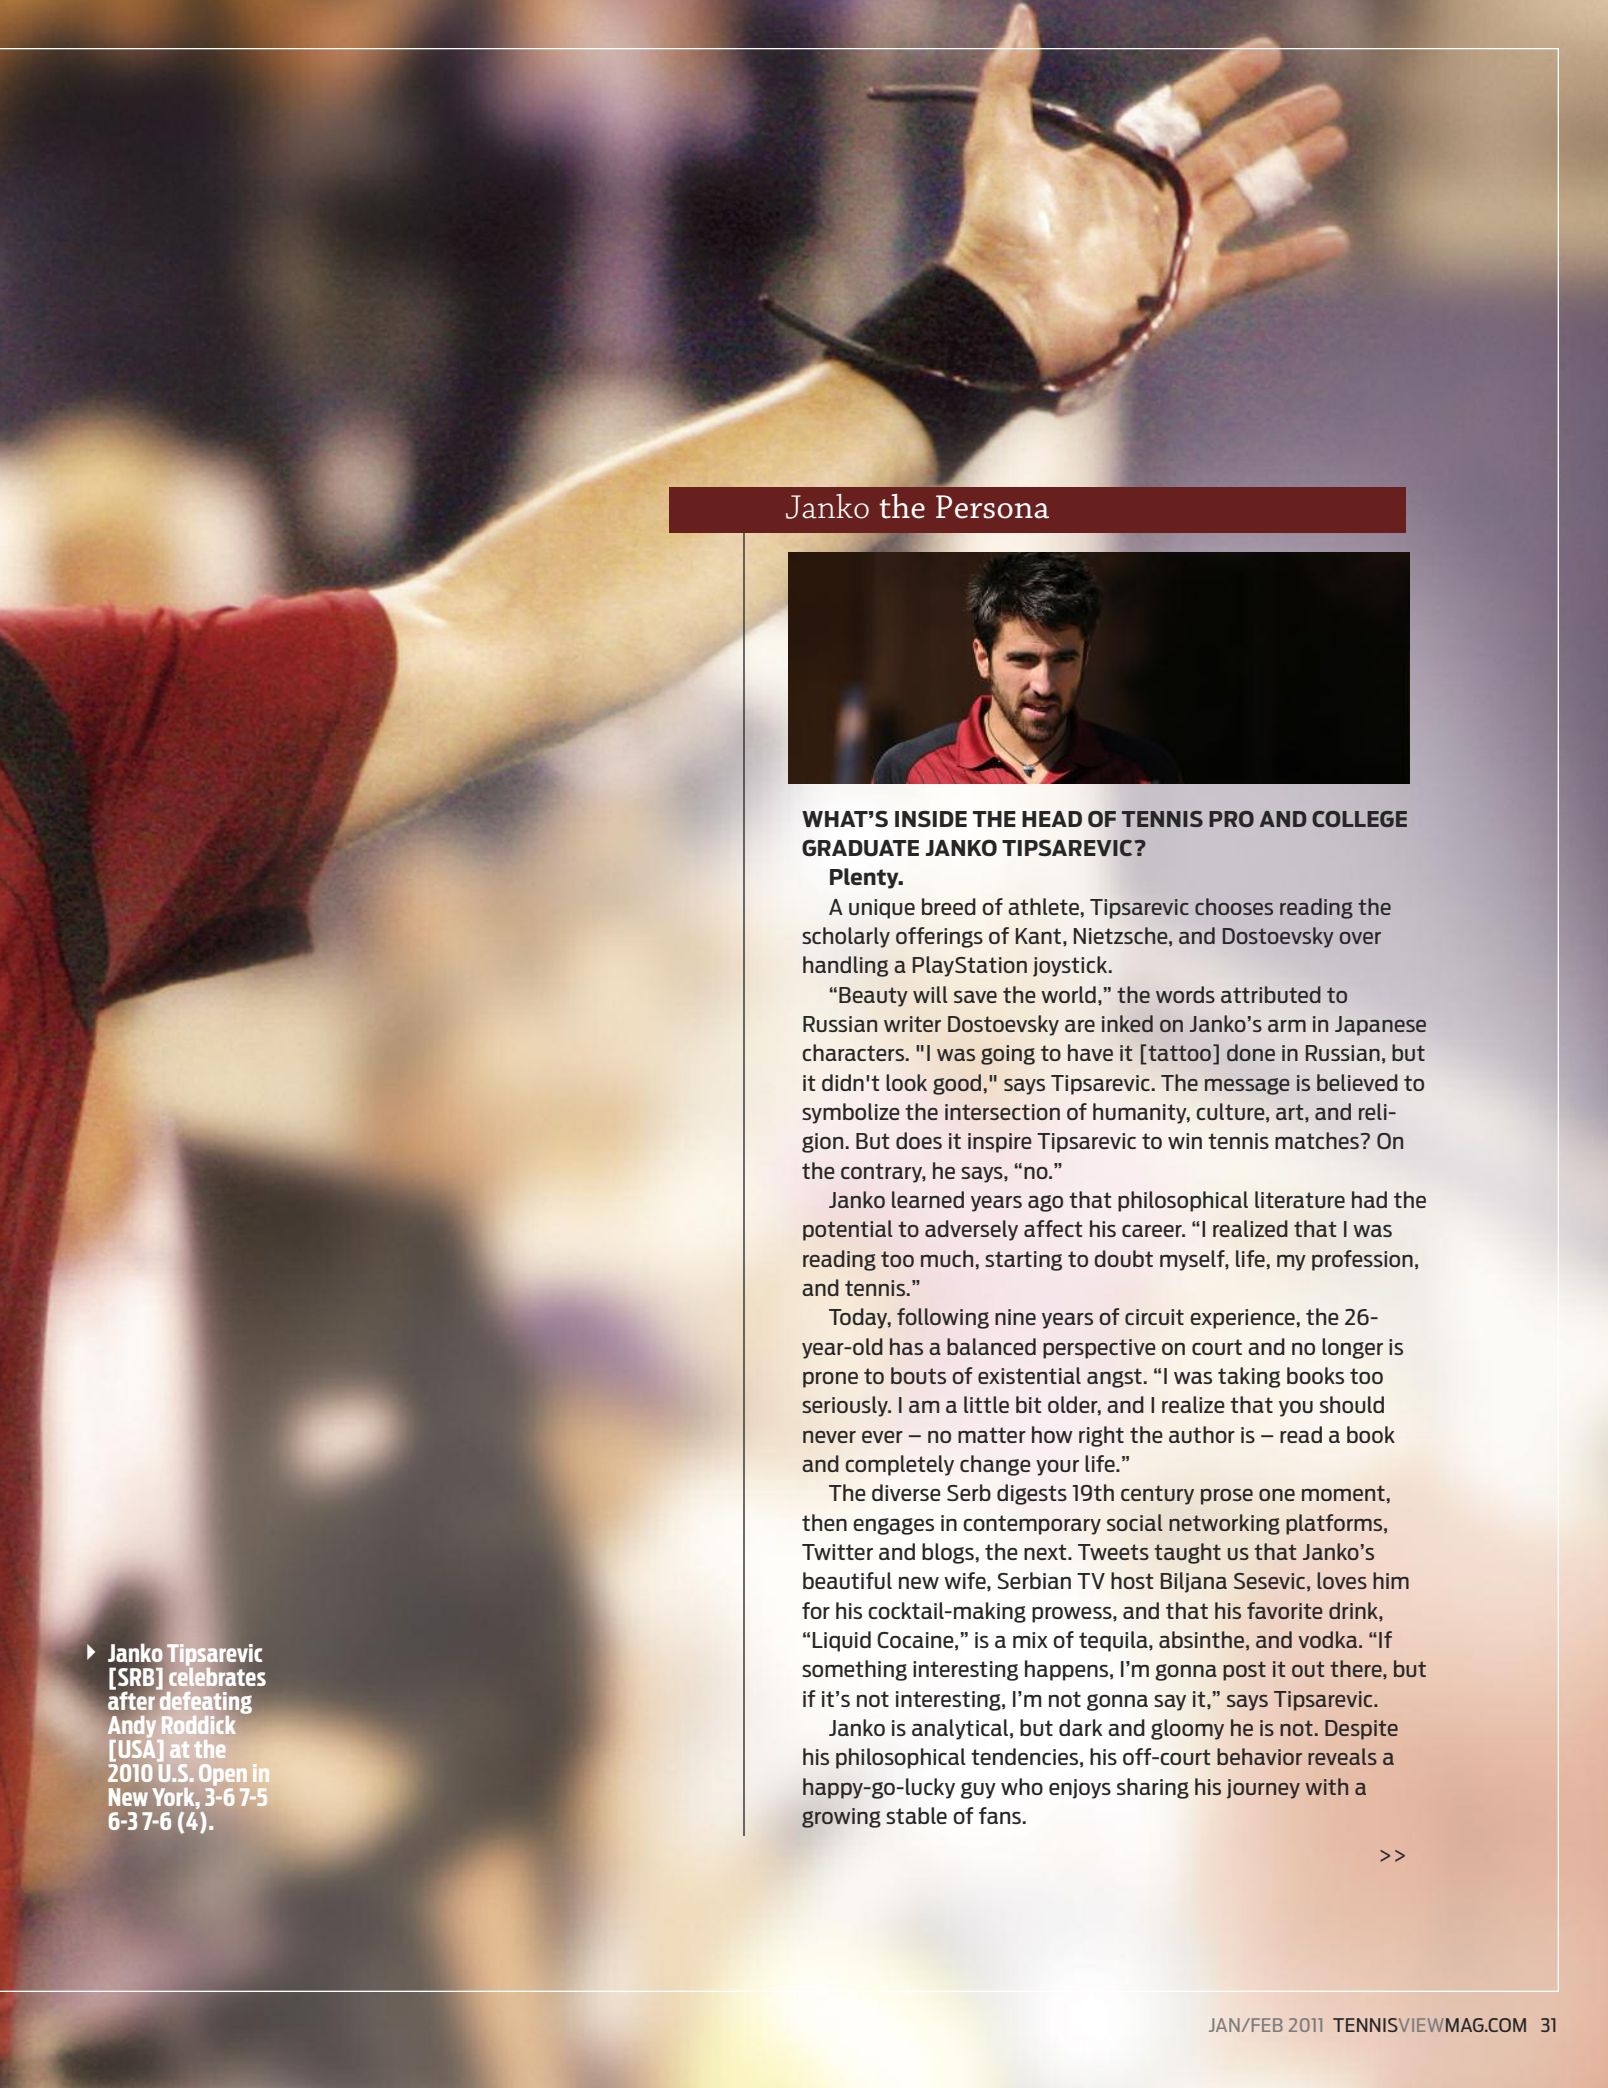 Janko the Persona
WHAT’S INSIDE THE HEAD OF TENNIS PRO AND COLLEGE
GRADUATE JANKO TIPSAREVIC?
Plenty.
A unique breed of athlete, Tipsarevic chooses reading the
scholarly offerings of Kant, Nietzsche, and Dostoevsky over
handling a PlayStation joystick.
“Beauty will save the world,” the words attributed to
Russian writer Dostoevsky are inked on Janko’s arm in Japanese
characters. "I was going to have it [tattoo] done in Russian, but
it didn't look good," says Tipsarevic. The message is believed to
symbolize the intersection of humanity, culture, art, and reli-
gion. But does it inspire Tipsarevic to win tennis matches? On
the contrary, he says, “no.”
Janko learned years ago that philosophical literature had the
potential to adversely affect his career. “I realized that I was
reading too much, starting to doubt myself, life, my profession,
and tennis.”
Today, following nine years of circuit experience, the 26-
year-old has a balanced perspective on court and no longer is
prone to bouts of existential angst. “I was taking books too
seriously. I am a little bit older, and I realize that you should
never ever – no matter how right the author is – read a book
and completely change your life.”
The diverse Serb digests 19th century prose one moment,
then engages in contemporary social networking platforms,
Twitter and blogs, the next. Tweets taught us that Janko’s
beautiful new wife, Serbian TV host Biljana Sesevic, loves him
for his cocktail-making prowess, and that his favorite drink,
“Liquid Cocaine,” is a mix of tequila, absinthe, and vodka. “If
something interesting happens, I’m gonna post it out there, but
if it’s not interesting, I’m not gonna say it,” says Tipsarevic.
Janko is analytical, but dark and gloomy he is not. Despite
his philosophical tendencies, his off-court behavior reveals a
happy-go-lucky guy who enjoys sharing his journey with a
growing stable of fans.
>>
Janko Tipsarevic
[SRB] celebrates
after defeating
Andy Roddick
[USA] at the
2010 U.S. Open in
New York, 3-6 7-5
6-3 7-6 (4).
JAN/FEB 2011 TENNISVIEWMAG.COM 31